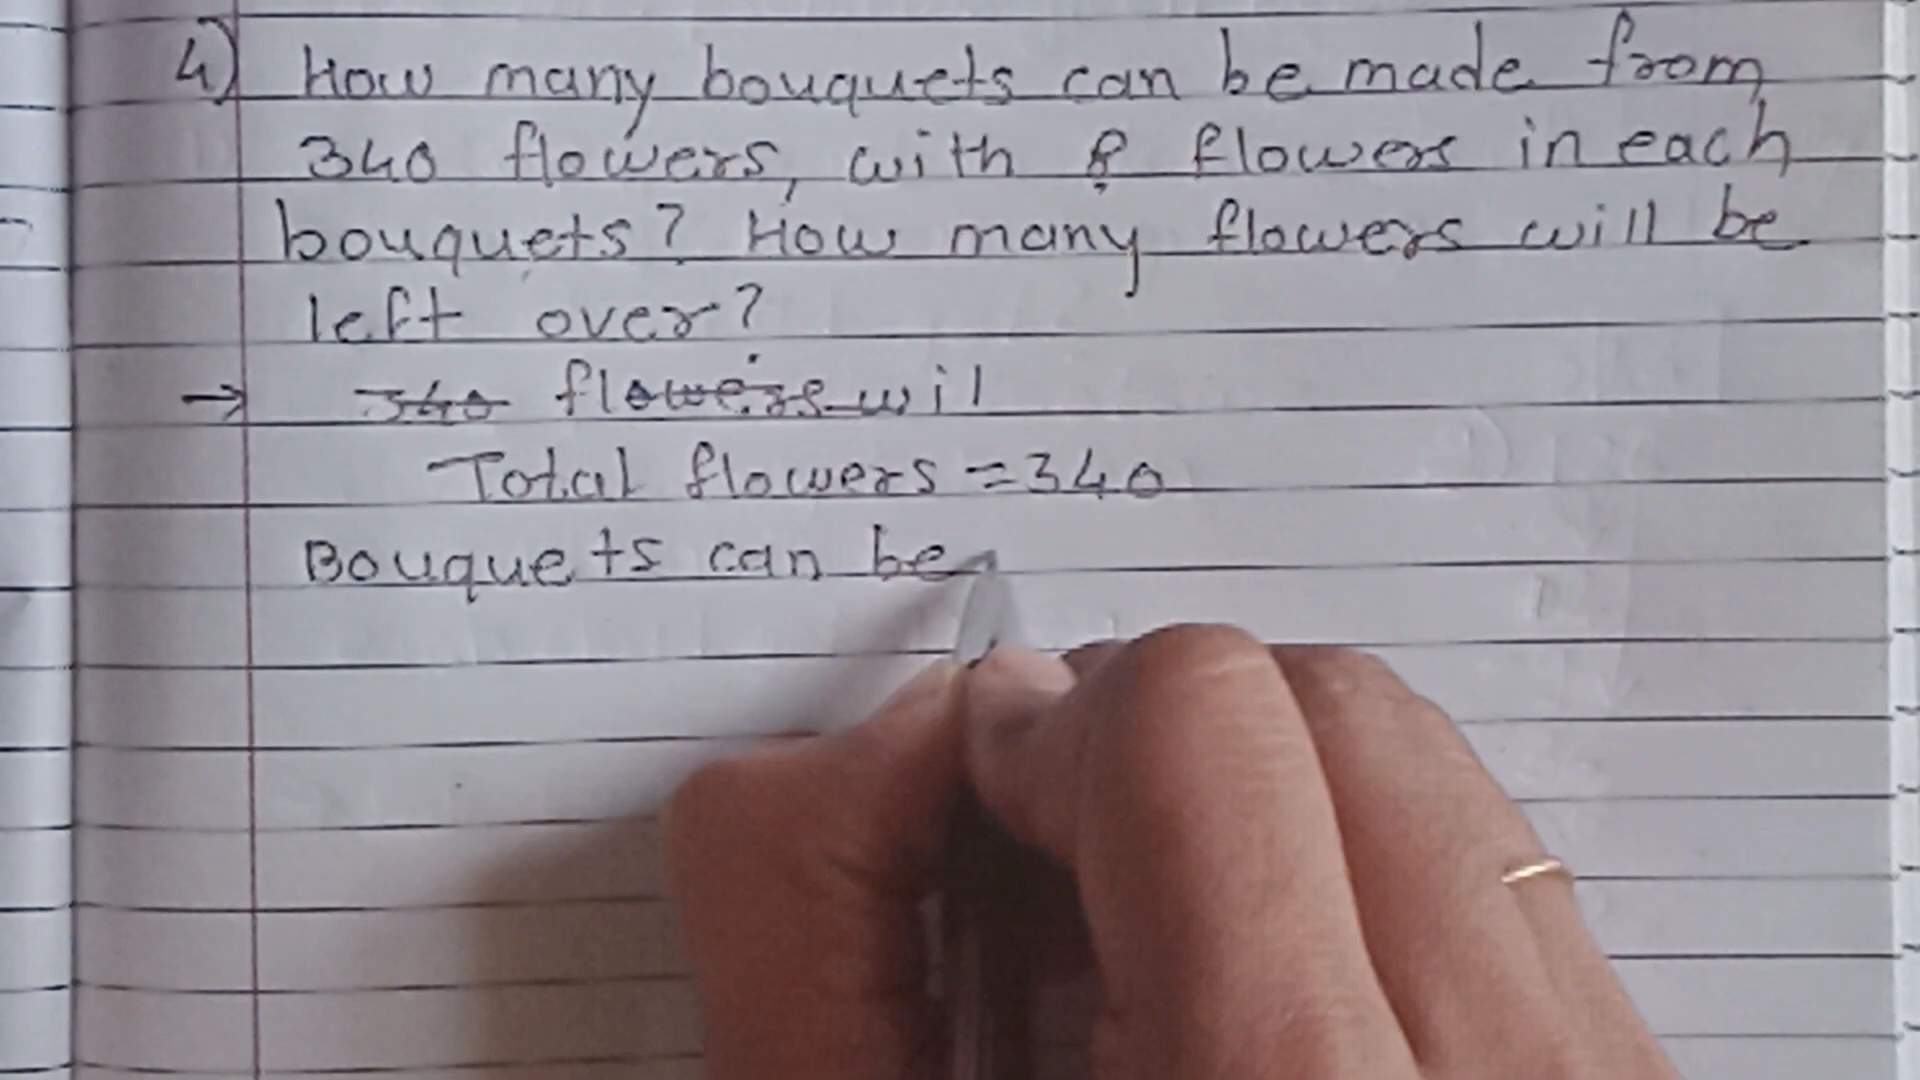 4) How many bouquets can be made from
340 flowers, with 8 flowers in each
bouquets? How many flowers will be
left over?
→ 340 flowers wil
Total flowers = 340
Bouquets can be